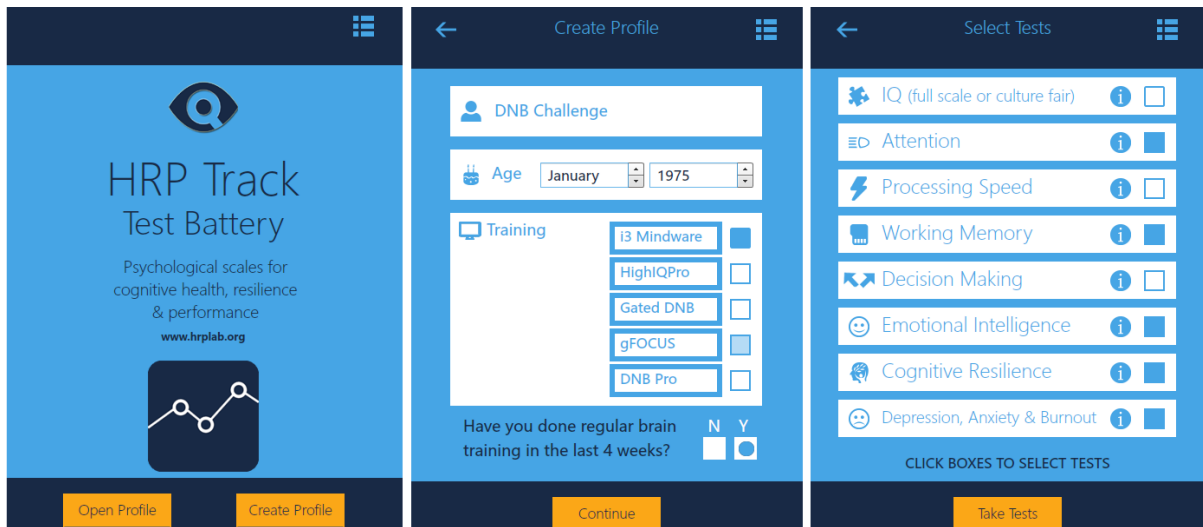 HRP Track
Test Battery
Psychological scales for
cognitive health, resilience
& performance
www.hrplab.org
Open Profile
Create Profile
Create Profile
DNB Challenge
Age
January
1975
Training
i3 Mindware
HighIQPro
Gated DNB
gFOCUS
DNB Pro
Have you done regular brain
training in the last 4 weeks?
N Y
Continue
Select Tests
IQ (full scale or culture fair)
Attention
Processing Speed
Working Memory
Decision Making
Emotional Intelligence
Cognitive Resilience
Depression, Anxiety & Burnout
CLICK BOXES TO SELECT TESTS
Take Tests